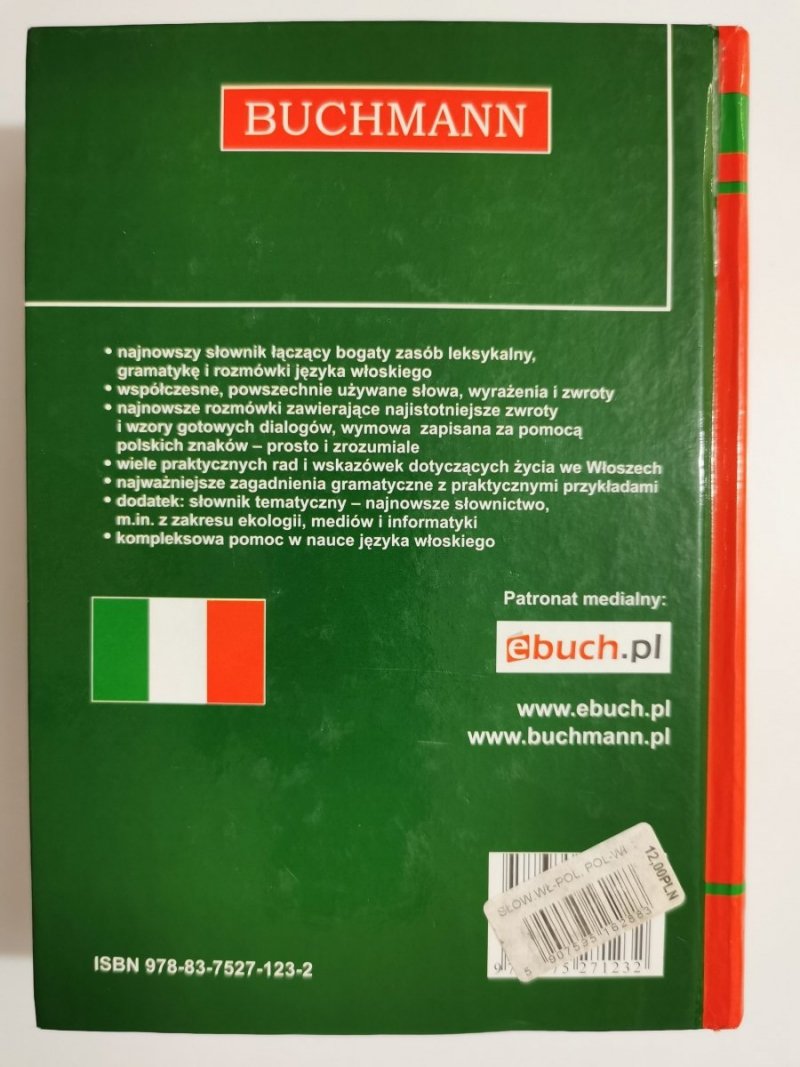 BUCHMANN
• najnowszy słownik łączący bogaty zasób leksykalny,
gramatykę i rozmówki języka włoskiego
• współczesne, powszechnie używane słowa, wyrażenia i zwroty
• najnowsze rozmówki zawierające najistotniejsze zwroty
i wzory gotowych dialogów, wymowa zapisana za pomocą
polskich znaków – prosto i zrozumiale
• wiele praktycznych rad i wskazówek dotyczących życia we Włoszech
• najważniejsze zagadnienia gramatyczne z praktycznymi przykładami
• dodatek: słownik tematyczny – najnowsze słownictwo,
m.in. z zakresu ekologii, mediów i informatyki
• kompleksowa pomoc w nauce języka włoskiego
Patronat medialny:
ebuch.pl
www.ebuch.pl
www.buchmann.pl
SŁOW.WŁ-POL, POL-WŁ
12,00PLN
5 907595 162883
271232
ISBN 978-83-7527-123-2